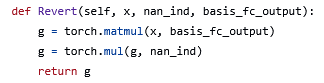 def Revert(self, x, nan_ind, basis_fc_output):
    g = torch.matmul(x, basis_fc_output)
    g = torch.mul(g, nan_ind)
    return g